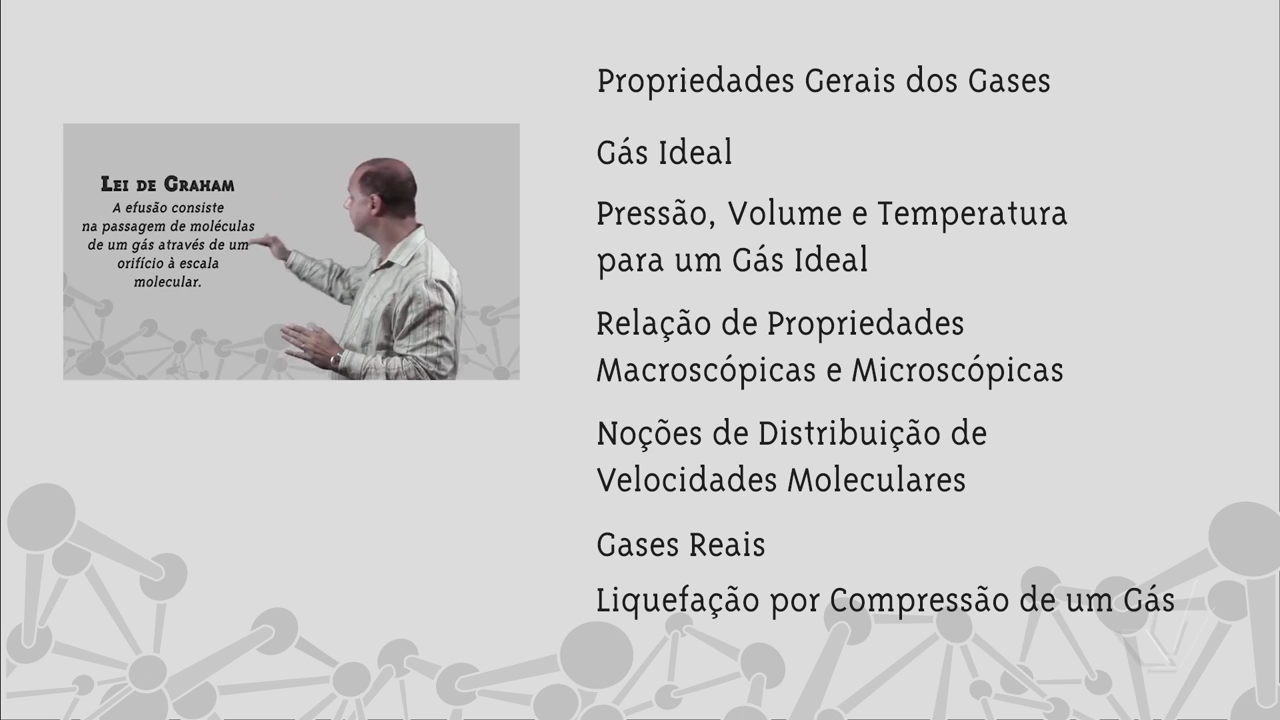 Lei de Graham
A efusão consiste
na passagem de moléculas
de um gás através de um
orifício à escala
molecular.
Propriedades Gerais dos Gases
Gás Ideal
Pressão, Volume e Temperatura
para um Gás Ideal
Relação de Propriedades
Macroscópicas e Microscópicas
Noções de Distribuição de
Velocidades Moleculares
Gases Reais
Liquefação por Compressão de um Gás